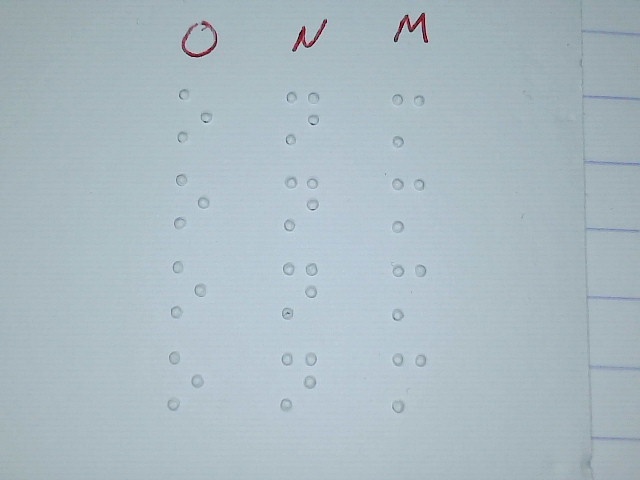 O N M
⠕ ⠝ ⠍
⠕ ⠝ ⠍
⠕ ⠝ ⠍
⠕ ⠝ ⠍